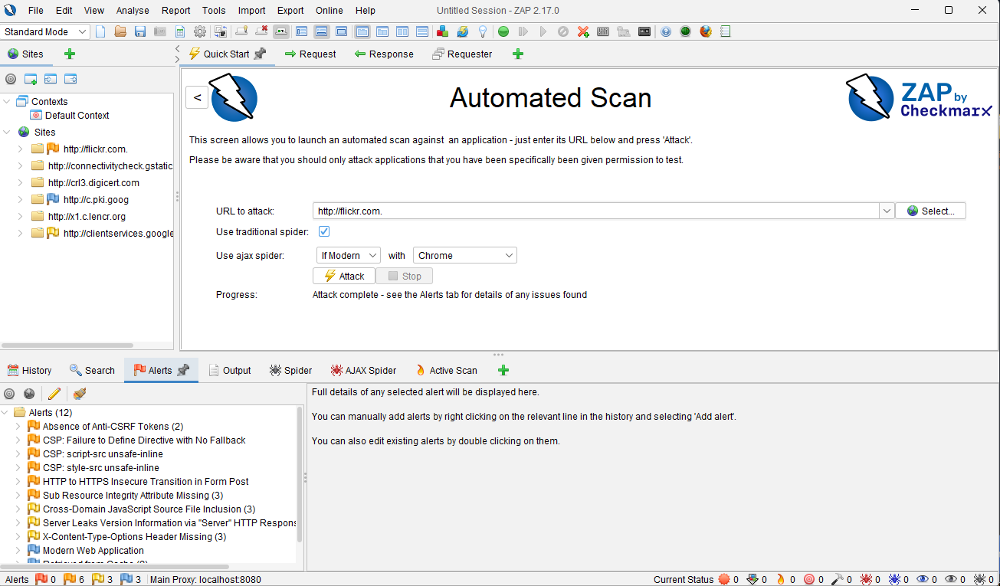 File Edit View Analyse Report Tools Import Export Online Help Untitled Session - ZAP 2.17.0
Standard Mode
Sites
Quick Start Request Response Requester
< Automated Scan ZAP by Checkmarx
This screen allows you to launch an automated scan against an application - just enter its URL below and press 'Attack'.
Please be aware that you should only attack applications that you have been specifically been given permission to test.
URL to attack: http://flickr.com. Select...
Use traditional spider:
Use ajax spider: If Modern with Chrome
Attack Stop
Progress: Attack complete - see the Alerts tab for details of any issues found
Contexts
Default Context
Sites
http://flickr.com.
http://connectivitycheck.gstatic
http://crl3.digicert.com
http://c.pki.goog
http://x1.c.lencr.org
http://clientservices.google
History Search Alerts Output Spider AJAX Spider Active Scan
Alerts (12)
Absence of Anti-CSRF Tokens (2)
CSP: Failure to Define Directive with No Fallback
CSP: script-src unsafe-inline
CSP: style-src unsafe-inline
HTTP to HTTPS Insecure Transition in Form Post
Sub Resource Integrity Attribute Missing (3)
Cross-Domain JavaScript Source File Inclusion (3)
Server Leaks Version Information via "Server" HTTP Respons
X-Content-Type-Options Header Missing (3)
Modern Web Application
Full details of any selected alert will be displayed here.
You can manually add alerts by right clicking on the relevant line in the history and selecting 'Add alert'.
You can also edit existing alerts by double clicking on them.
Alerts 0 6 3 3 Main Proxy: localhost:8080 Current Status 0 0 0 0 0 0 0 0 0 0